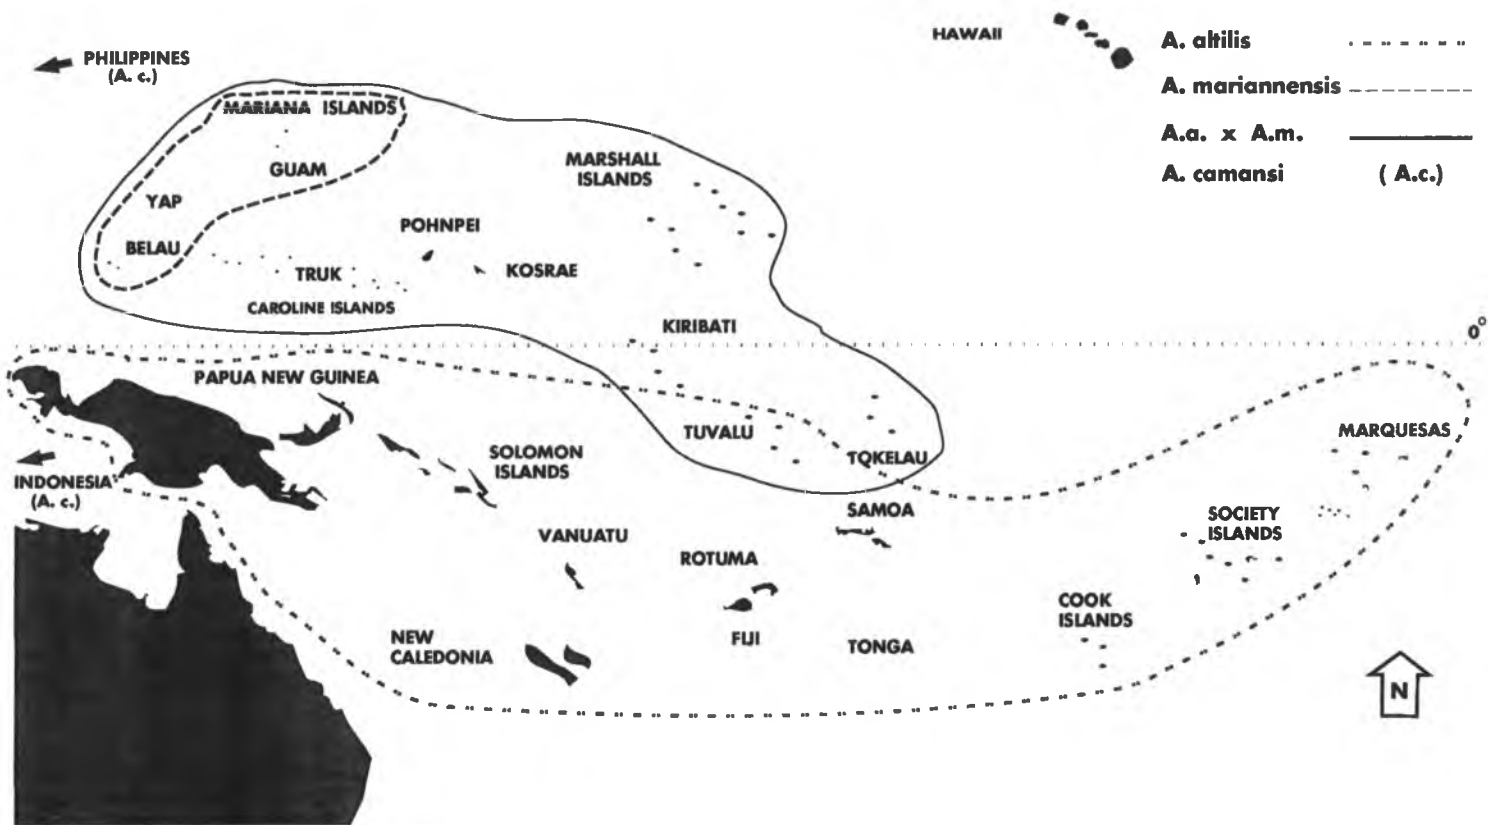 HAWAII
A. altilis
A. mariannensis
A.a. x A.m.
A. camansi (A.c.)
PHILIPPINES
(A. c.)
MARIANA ISLANDS
GUAM
YAP
BELAU
MARSHALL
ISLANDS
POHNPEI
KOSRAE
TRUK
CAROLINE ISLANDS
KIRIBATI
0°
PAPUA NEW GUINEA
TUVALU
TOKELAU
MARQUESAS
SOLOMON
ISLANDS
INDONESIA
(A. c.)
SAMOA
SOCIETY
ISLANDS
VANUATU
ROTUMA
COOK
ISLANDS
NEW
CALEDONIA
FIJI
TONGA
N